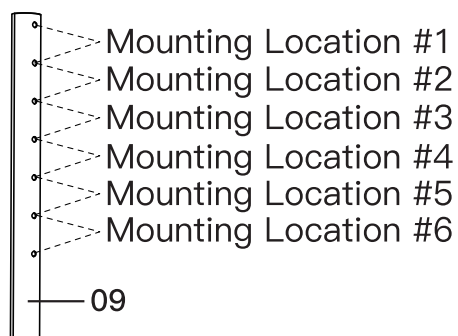 Mounting Location #1
Mounting Location #2
Mounting Location #3
Mounting Location #4
Mounting Location #5
Mounting Location #6
09